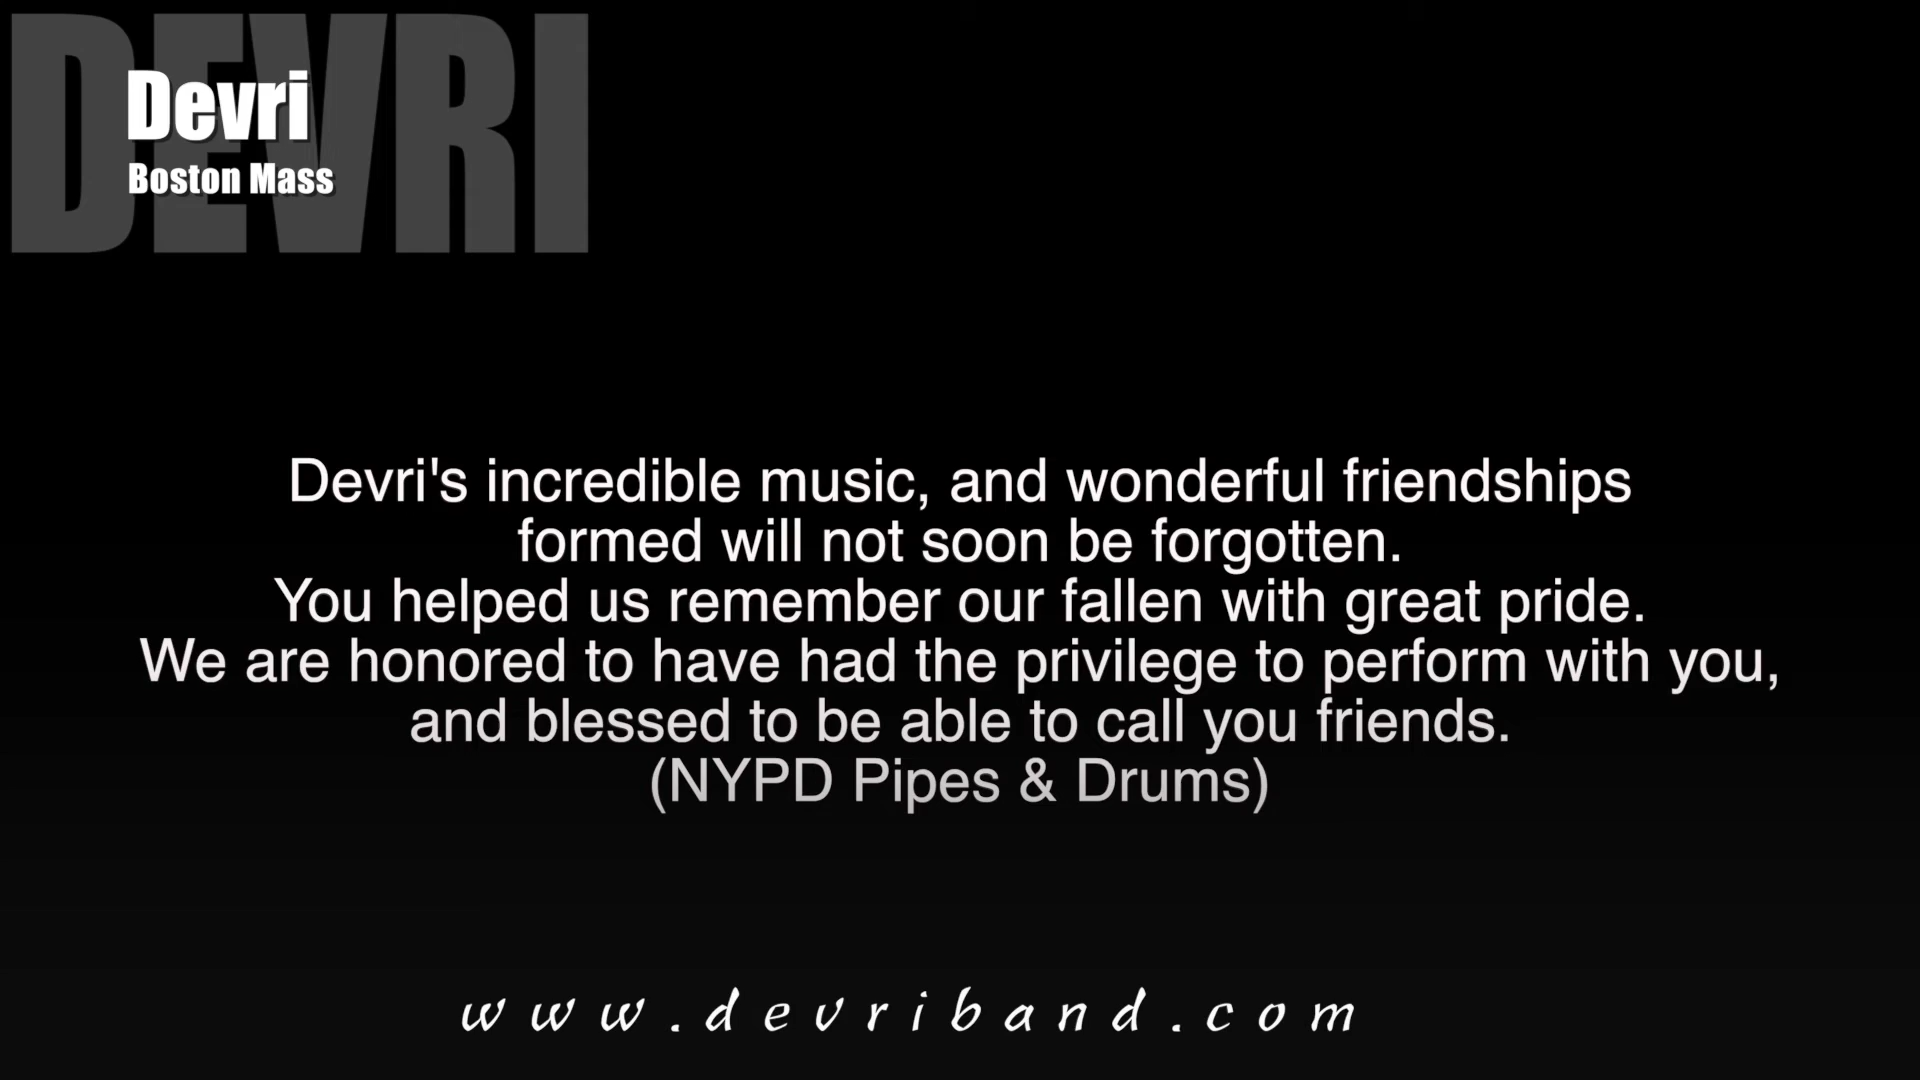 DEVRI
Devri
Boston Mass
Devri's incredible music, and wonderful friendships
formed will not soon be forgotten.
You helped us remember our fallen with great pride.
We are honored to have had the privilege to perform with you,
and blessed to be able to call you friends.
(NYPD Pipes & Drums)
www.devriband.com